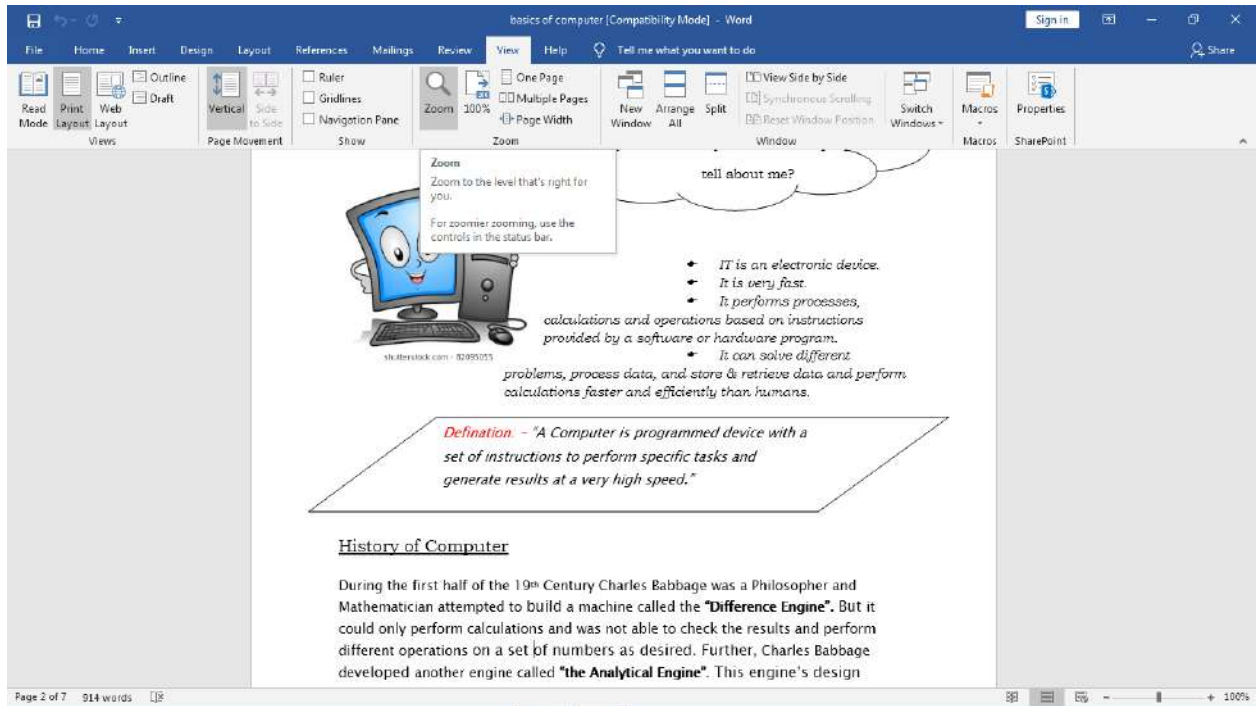 basics of computer [Compatibility Mode] - Word
Sign in
File Home Insert Design Layout References Mailings Review View Help Tell me what you want to do Share
Read Mode
Print Layout
Web Layout
Outline
Draft
Views
Vertical
Side to Side
Page Movement
Ruler
Gridlines
Navigation Pane
Show
Zoom
100%
One Page
Multiple Pages
Page Width
Zoom
New Window
Arrange All
Split
View Side by Side
Synchronous Scrolling
Reset Window Position
Window
Switch Windows
Macros
Macros
Properties
SharePoint
Zoom
Zoom to the level that's right for
you.
For zoomier zooming, use the
controls in the status bar.
tell about me?
IT is an electronic device.
It is very fast.
It performs processes,
calculations and operations based on instructions
provided by a software or hardware program.
It can solve different
problems, process data, and store & retrieve data and perform
calculations faster and efficiently than humans.
shutterstock.com · 82095055
Defination: - "A Computer is programmed device with a
set of instructions to perform specific tasks and
generate results at a very high speed."
History of Computer
During the first half of the 19th Century Charles Babbage was a Philosopher and
Mathematician attempted to build a machine called the "Difference Engine". But it
could only perform calculations and was not able to check the results and perform
different operations on a set of numbers as desired. Further, Charles Babbage
developed another engine called "the Analytical Engine". This engine's design
Page 2 of 7 914 words
100%